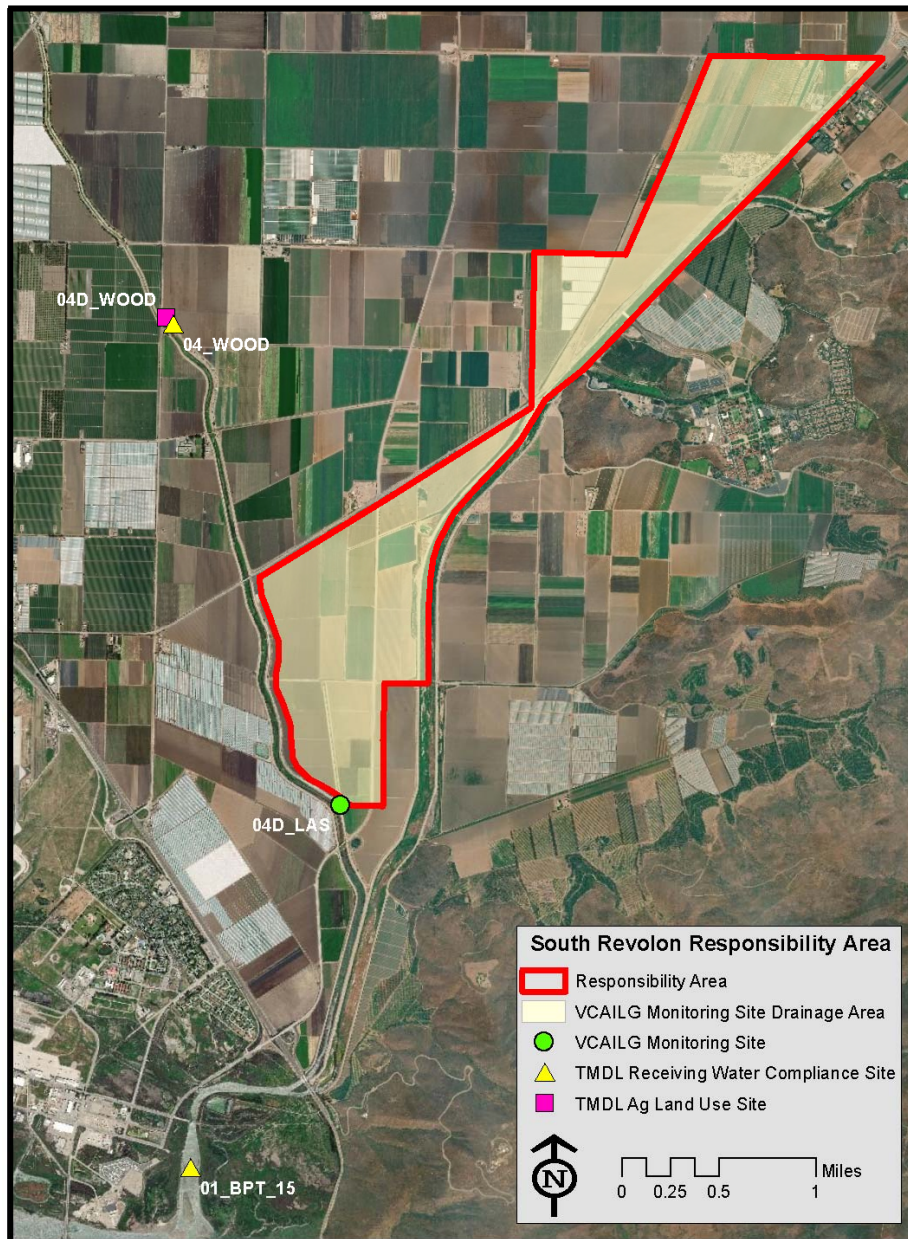 04D_WOOD
04_WOOD
04D_LAS
01_BPT_15
South Revolon Responsibility Area
Responsibility Area
VCAILG Monitoring Site Drainage Area
VCAILG Monitoring Site
TMDL Receiving Water Compliance Site
TMDL Ag Land Use Site
N
Miles
0 0.25 0.5 1